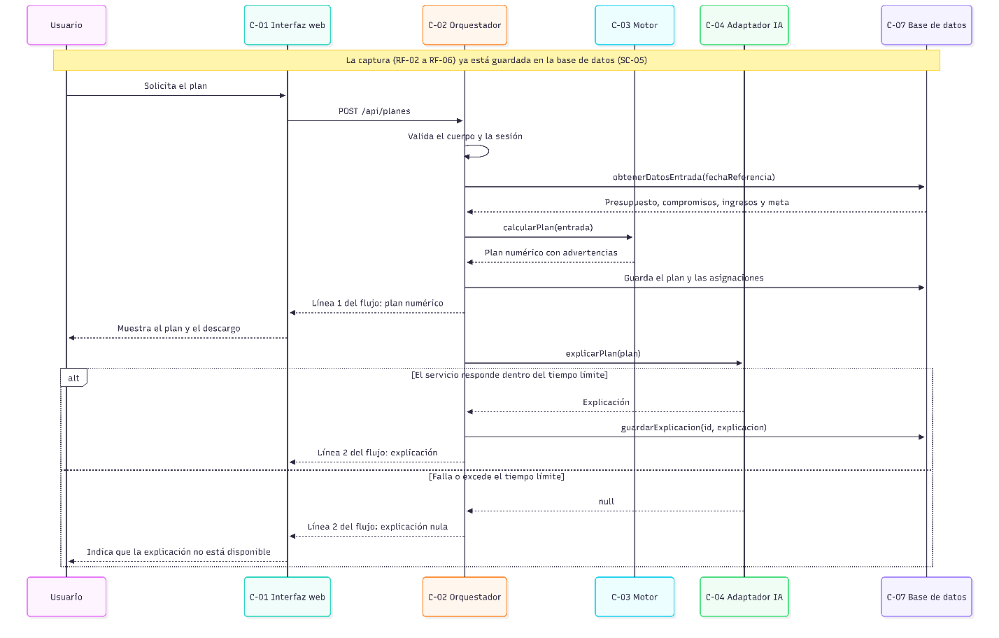 Usuario
C-01 Interfaz web
C-02 Orquestador
C-03 Motor
C-04 Adaptador IA
C-07 Base de datos
La captura (RF-02 a RF-06) ya está guardada en la base de datos (SC-05)
Solicita el plan
POST /api/planes
Valida el cuerpo y la sesión
obtenerDatosEntrada(fechaReferencia)
Presupuesto, compromisos, ingresos y meta
calcularPlan(entrada)
Plan numérico con advertencias
Guarda el plan y las asignaciones
Línea 1 del flujo: plan numérico
Muestra el plan y el descargo
explicarPlan(plan)
alt
[El servicio responde dentro del tiempo límite]
Explicación
guardarExplicacion(id, explicacion)
Línea 2 del flujo: explicación
[Falla o excede el tiempo límite]
null
Línea 2 del flujo: explicación nula
Indica que la explicación no está disponible
Usuario
C-01 Interfaz web
C-02 Orquestador
C-03 Motor
C-04 Adaptador IA
C-07 Base de datos